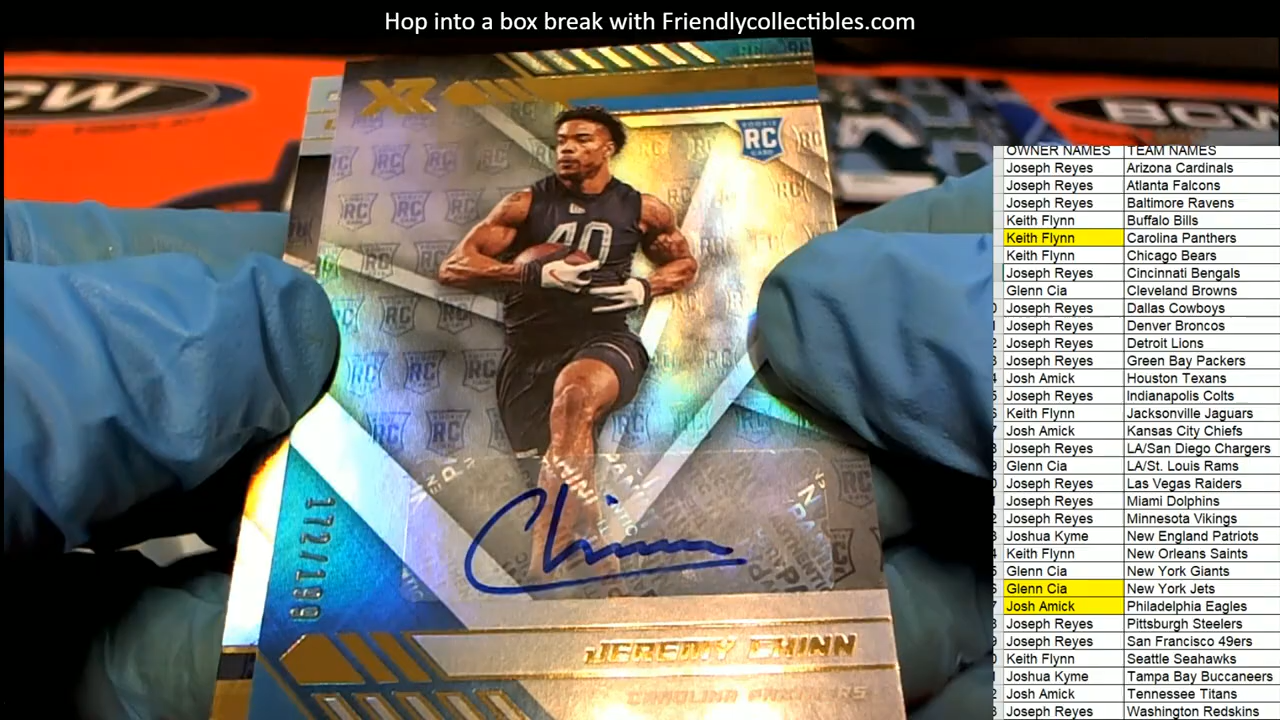 Hop into a box break with Friendlycollectibles.com
CW
BCW
XR
ROOKIE
RC
CARD
40
Chinn
172/199
JEREMY CHINN
CAROLINA PANTHERS
OWNER NAMES TEAM NAMES
Joseph Reyes Arizona Cardinals
Joseph Reyes Atlanta Falcons
Joseph Reyes Baltimore Ravens
Keith Flynn Buffalo Bills
Keith Flynn Carolina Panthers
Keith Flynn Chicago Bears
Joseph Reyes Cincinnati Bengals
Glenn Cia Cleveland Browns
Joseph Reyes Dallas Cowboys
Joseph Reyes Denver Broncos
Joseph Reyes Detroit Lions
Joseph Reyes Green Bay Packers
Josh Amick Houston Texans
Joseph Reyes Indianapolis Colts
Keith Flynn Jacksonville Jaguars
Josh Amick Kansas City Chiefs
Joseph Reyes LA/San Diego Chargers
Glenn Cia LA/St. Louis Rams
Joseph Reyes Las Vegas Raiders
Joseph Reyes Miami Dolphins
Joseph Reyes Minnesota Vikings
Joshua Kyme New England Patriots
Keith Flynn New Orleans Saints
Glenn Cia New York Giants
Glenn Cia New York Jets
Josh Amick Philadelphia Eagles
Joseph Reyes Pittsburgh Steelers
Joseph Reyes San Francisco 49ers
Keith Flynn Seattle Seahawks
Joshua Kyme Tampa Bay Buccaneers
Josh Amick Tennessee Titans
Joseph Reyes Washington Redskins